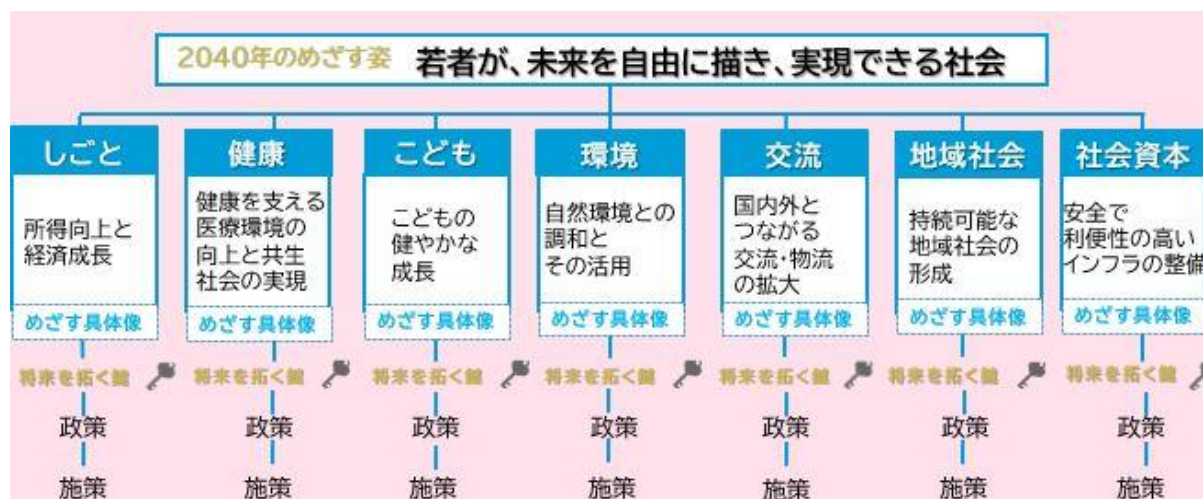 2040年のめざす姿 若者が、未来を自由に描き、実現できる社会
しごと
所得向上と
経済成長
めざす具体像
将来を拓く鍵
政策
施策
健康
健康を支える
医療環境の
向上と共生
社会の実現
めざす具体像
将来を拓く鍵
政策
施策
こども
こどもの
健やかな
成長
めざす具体像
将来を拓く鍵
政策
施策
環境
自然環境との
調和と
その活用
めざす具体像
将来を拓く鍵
政策
施策
交流
国内外と
つながる
交流・物流
の拡大
めざす具体像
将来を拓く鍵
政策
施策
地域社会
持続可能な
地域社会の
形成
めざす具体像
将来を拓く鍵
政策
施策
社会資本
安全で
利便性の高い
インフラの整備
めざす具体像
将来を拓く鍵
政策
施策